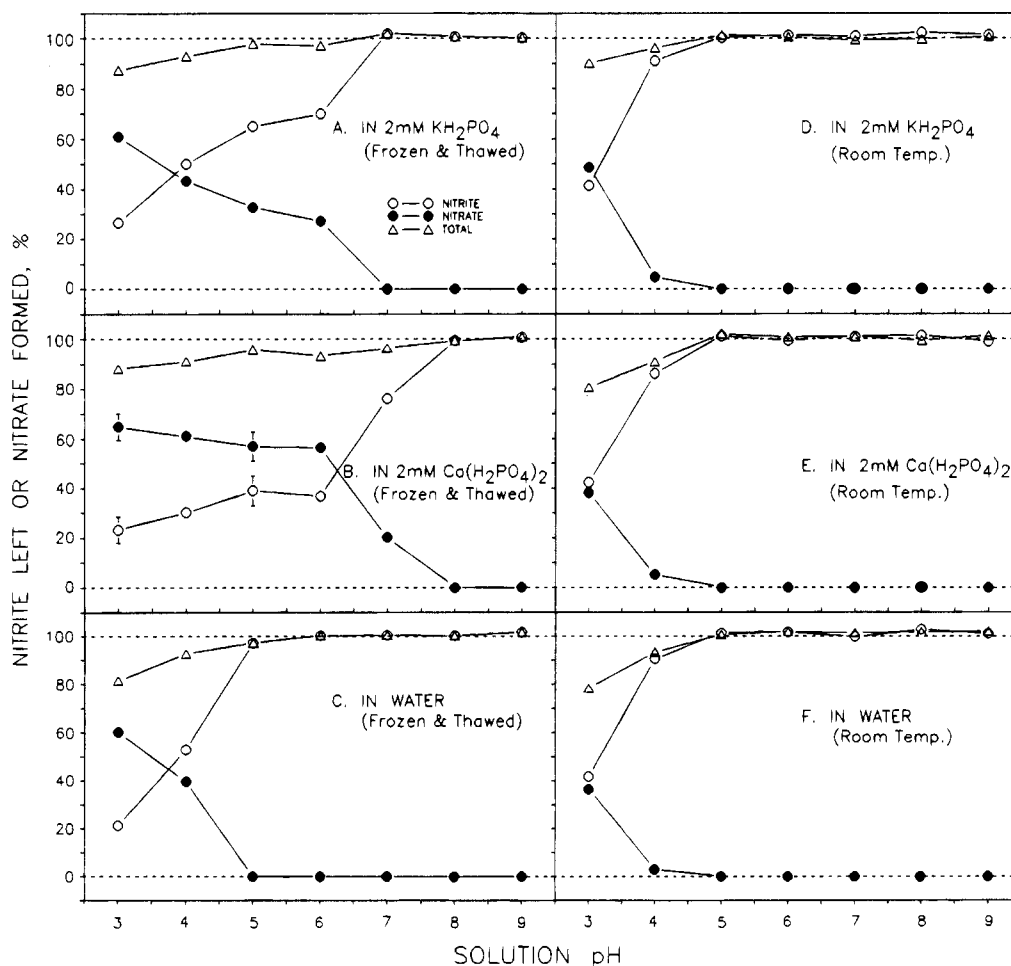 NITRITE LEFT OR NITRATE FORMED, %
100
80
60
40
20
0
A. IN 2mM KH2PO4
(Frozen & Thawed)
NITRITE
NITRATE
TOTAL
D. IN 2mM KH2PO4
(Room Temp.)
100
80
60
40
20
0
B. IN 2mM Ca(H2PO4)2
(Frozen & Thawed)
E. IN 2mM Ca(H2PO4)2
(Room Temp.)
100
80
60
40
20
0
C. IN WATER
(Frozen & Thawed)
F. IN WATER
(Room Temp.)
3 4 5 6 7 8 9 3 4 5 6 7 8 9
SOLUTION pH